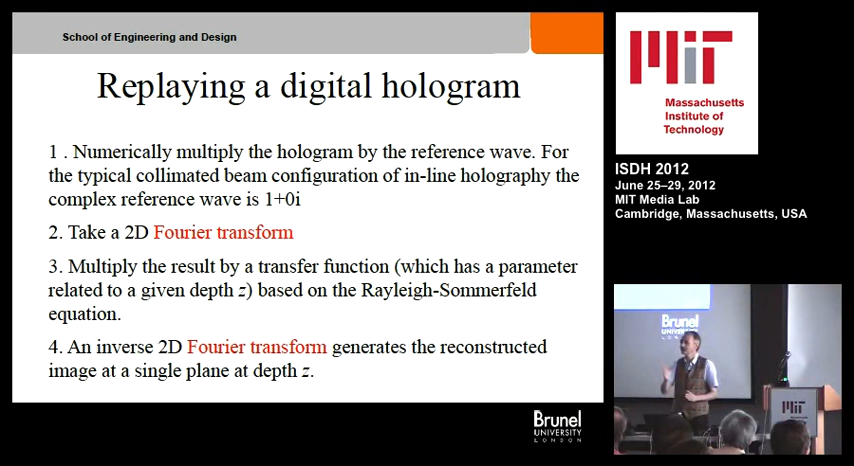 School of Engineering and Design
Replaying a digital hologram
1 . Numerically multiply the hologram by the reference wave. For
the typical collimated beam configuration of in-line holography the
complex reference wave is 1+0i
2. Take a 2D Fourier transform
3. Multiply the result by a transfer function (which has a parameter
related to a given depth z) based on the Rayleigh-Sommerfeld
equation.
4. An inverse 2D Fourier transform generates the reconstructed
image at a single plane at depth z.
Brunel
UNIVERSITY
LONDON
MIT
Massachusetts
Institute of
Technology
ISDH 2012
June 25–29, 2012
MIT Media Lab
Cambridge, Massachusetts, USA
Brunel
UNIVERSITY
LONDON
MIT